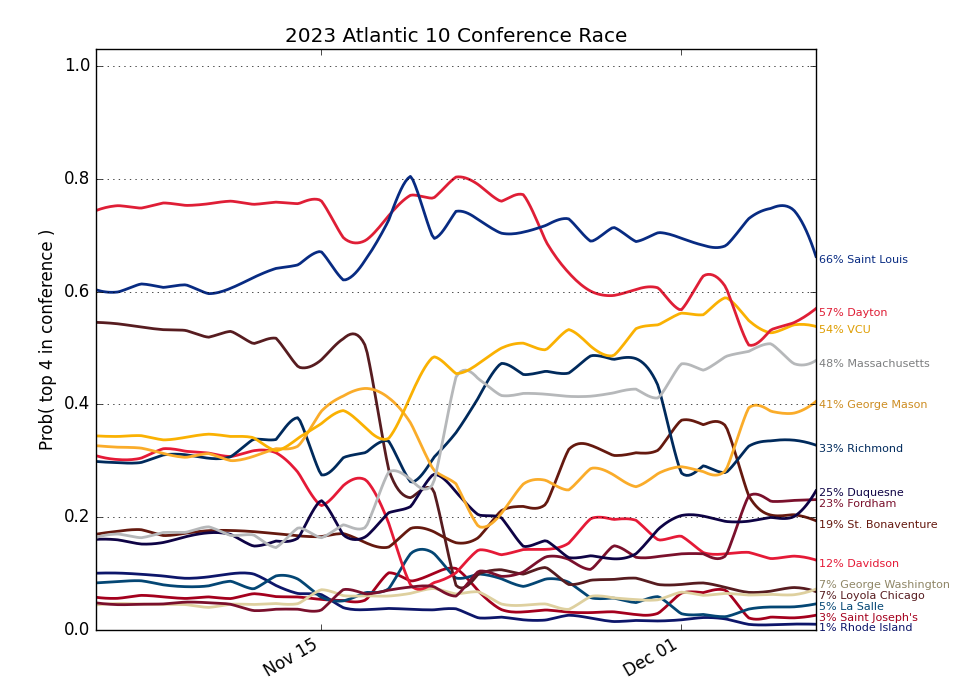 2023 Atlantic 10 Conference Race
Prob( top 4 in conference )
1.0
0.8
0.6
0.4
0.2
0.0
Nov 15
Dec 01
66% Saint Louis
57% Dayton
54% VCU
48% Massachusetts
41% George Mason
33% Richmond
24% Duquesne
23% Fordham
19% St. Bonaventure
12% Davidson
7% George Washington
7% Loyola Chicago
5% La Salle
3% Saint Joseph's
1% Rhode Island